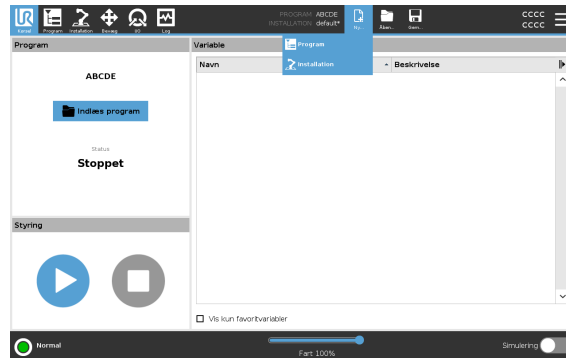 UR
PROGRAM ABCDE
INSTALLATION default*
CCCC
CCCC
Kørsel Program Installation Bevæg I/O Log Ny... Åben... Gem...
Program
Variable
Program
Installation
Navn Beskrivelse
ABCDE
Indlæs program
Status
Stoppet
Styring
Vis kun favoritvariabler
Normal
Fart 100%
Simulering